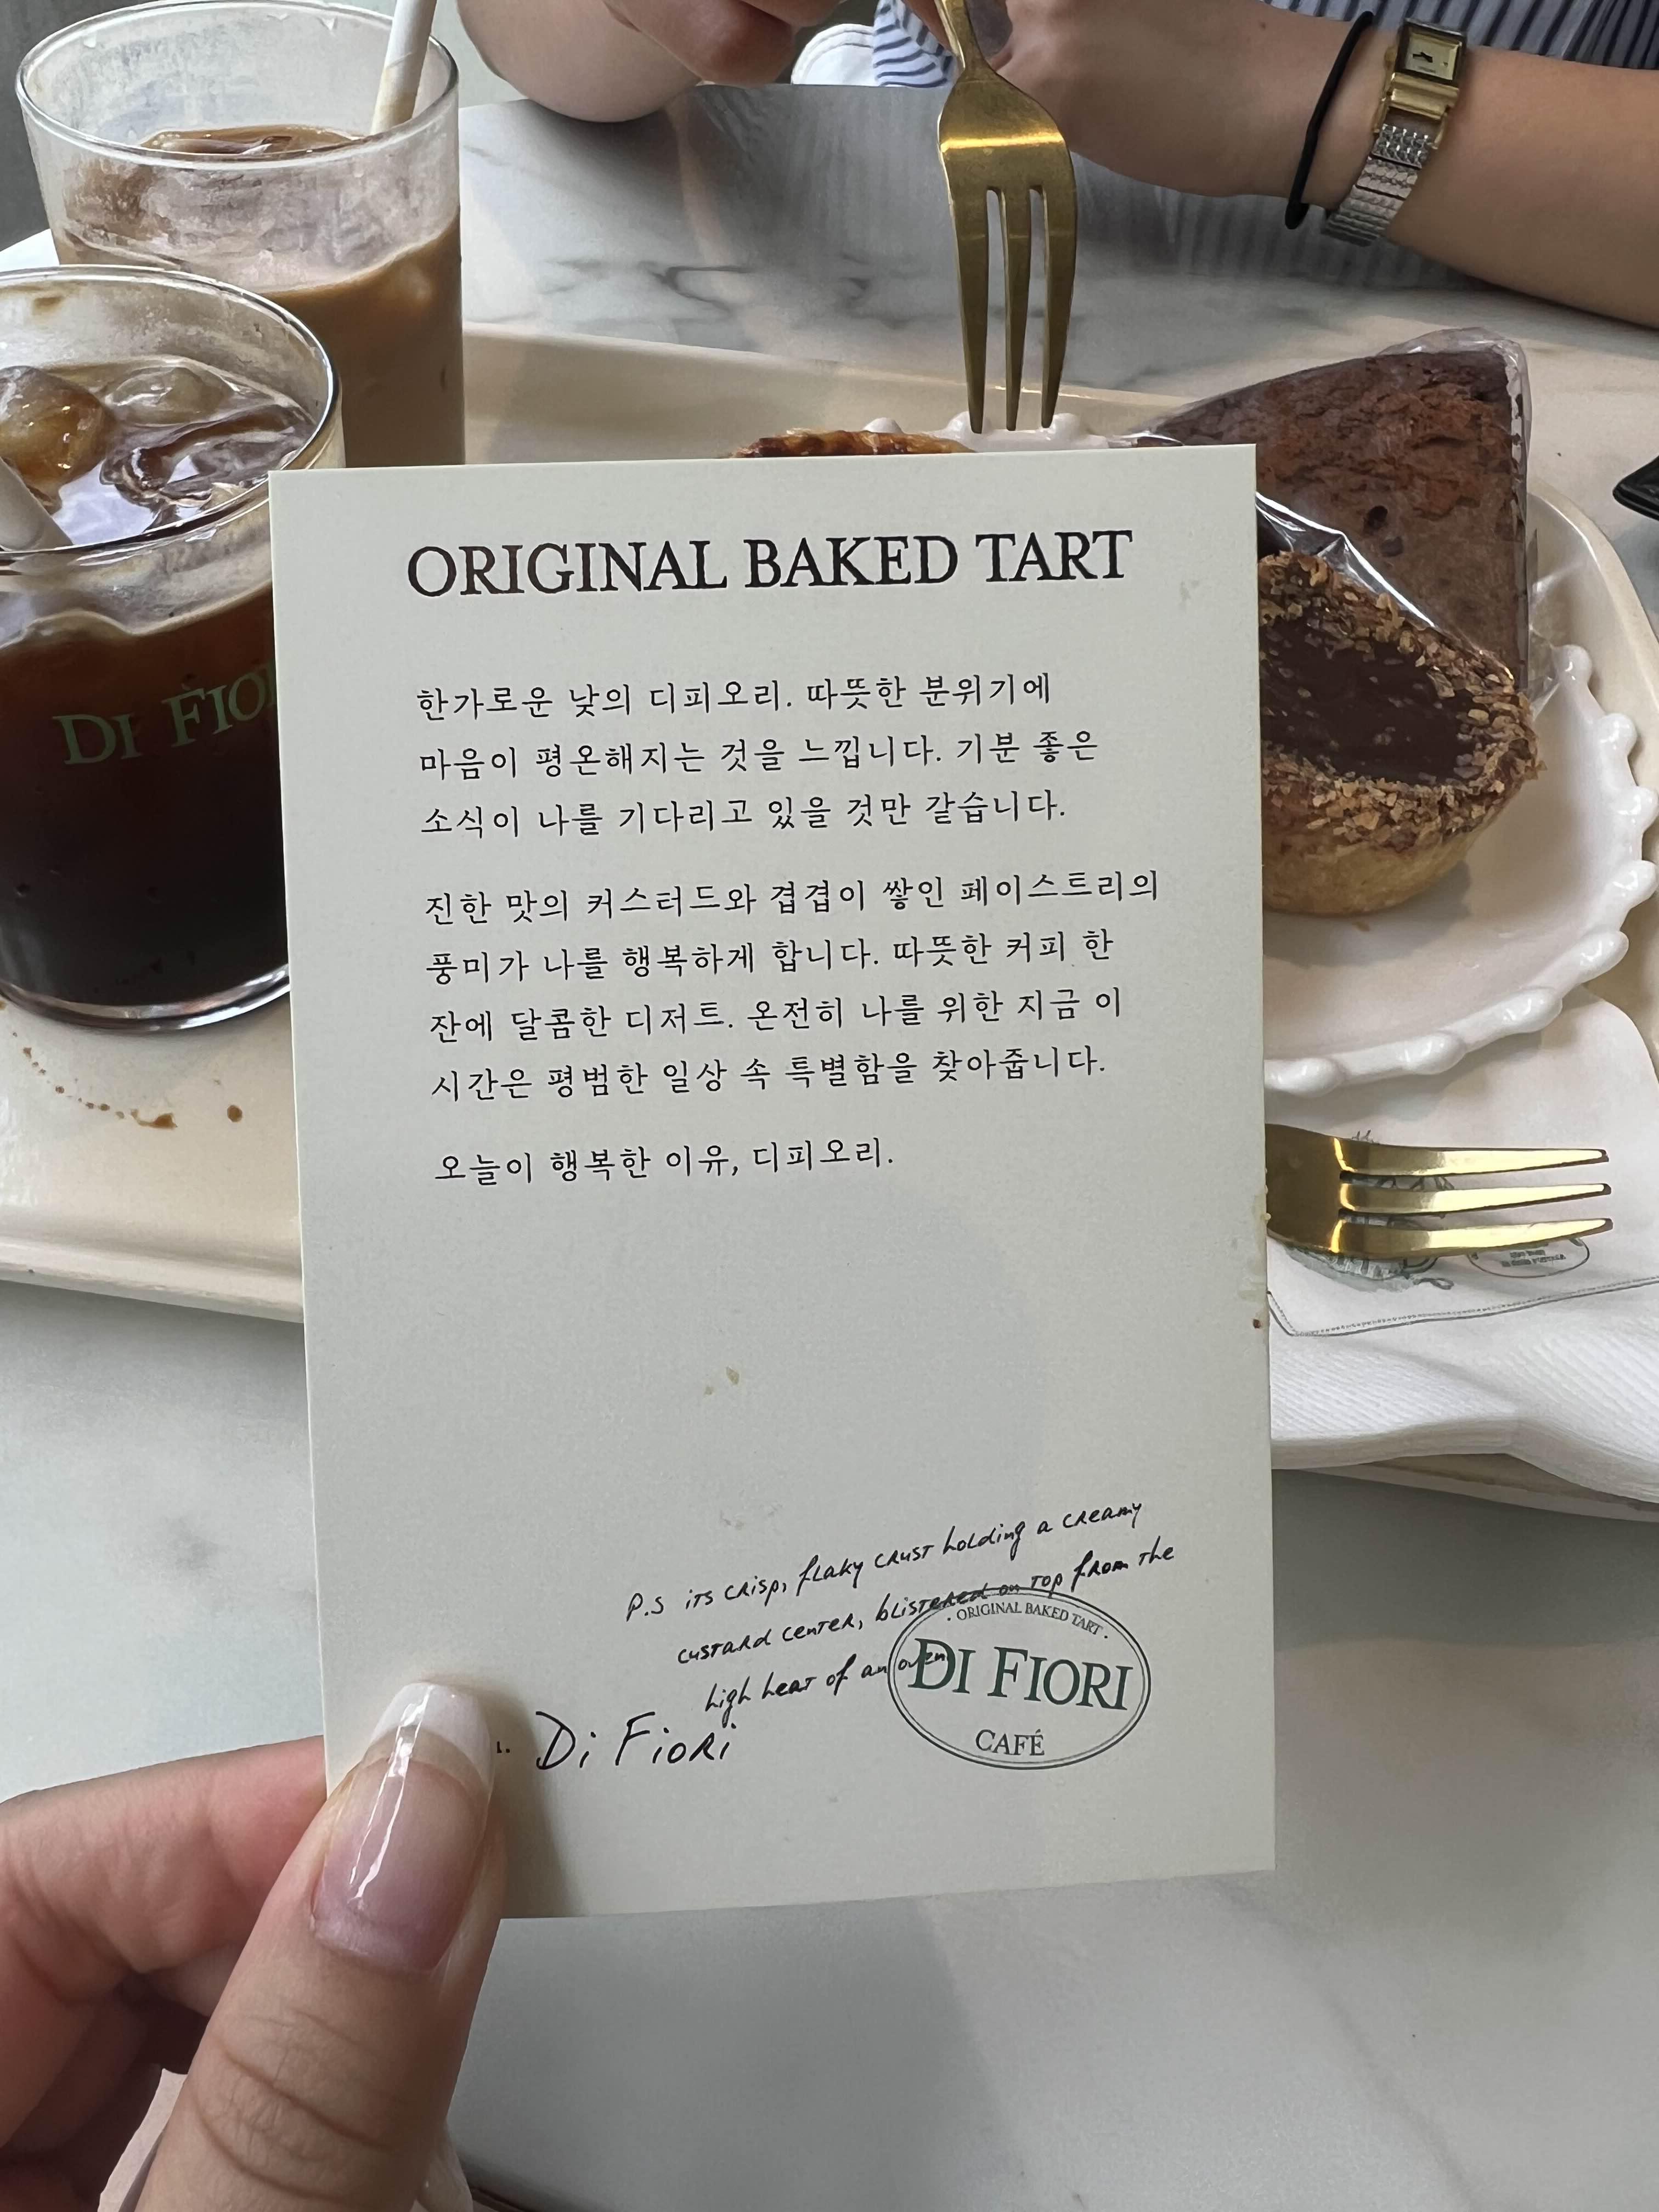 ORIGINAL BAKED TART
한가로운 낮의 디피오리. 따뜻한 분위기에
마음이 평온해지는 것을 느낍니다. 기분 좋은
소식이 나를 기다리고 있을 것만 같습니다.
진한 맛의 커스터드와 겹겹이 쌓인 페이스트리의
풍미가 나를 행복하게 합니다. 따뜻한 커피 한
잔에 달콤한 디저트. 온전히 나를 위한 지금 이
시간은 평범한 일상 속 특별함을 찾아줍니다.
오늘이 행복한 이유, 디피오리.
P.S its crisp, flaky crust holding a creamy
custard center, blistered on top from the
high heat of an oven
Di Fiori
· ORIGINAL BAKED TART ·
DI FIORI
CAFÉ
DI FIO